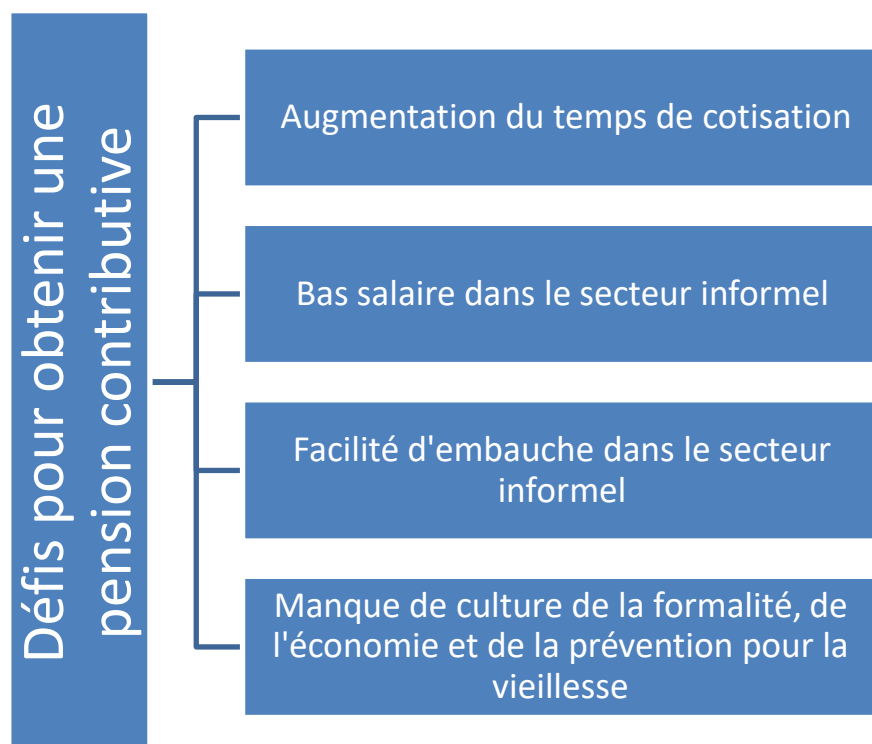 Défis pour obtenir une
pension contributive
Augmentation du temps de cotisation
Bas salaire dans le secteur informel
Facilité d'embauche dans le secteur
informel
Manque de culture de la formalité, de
l'économie et de la prévention pour la
vieillesse